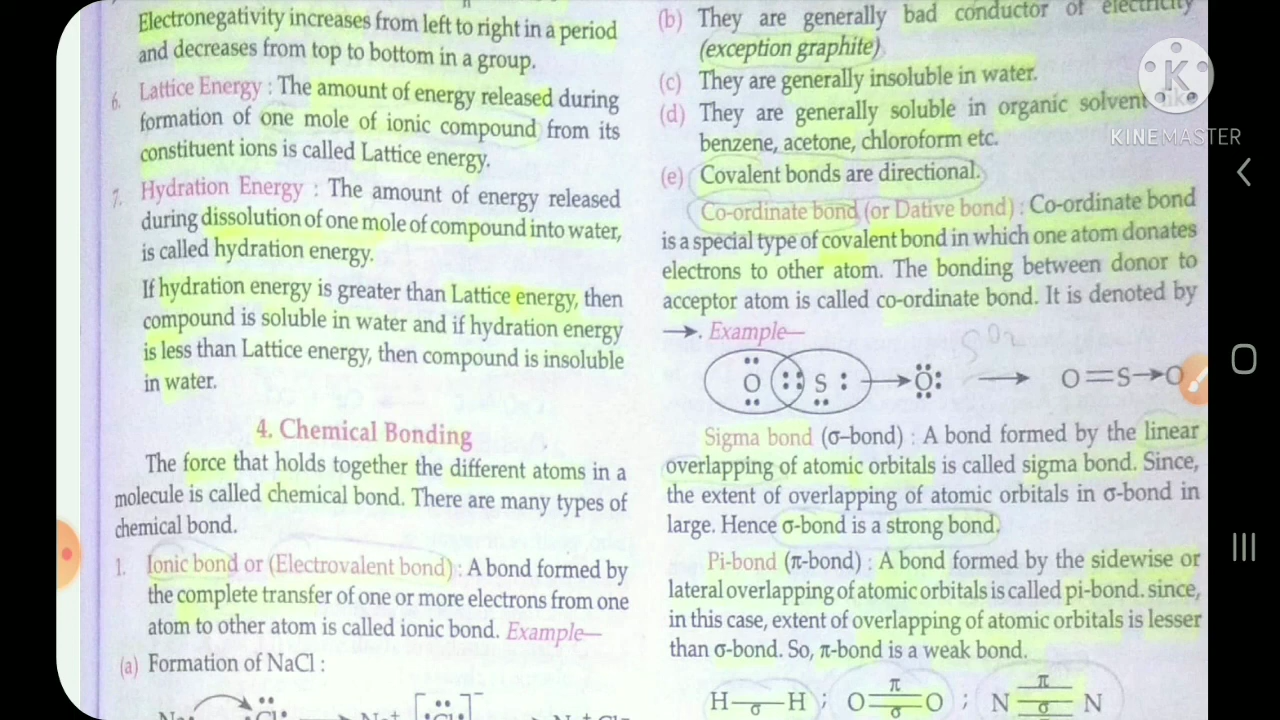 Electronegativity increases from left to right in a period
and decreases from top to bottom in a group.
6. Lattice Energy : The amount of energy released during
formation of one mole of ionic compound from its
constituent ions is called Lattice energy.
7. Hydration Energy : The amount of energy released
during dissolution of one mole of compound into water,
is called hydration energy.
If hydration energy is greater than Lattice energy, then
compound is soluble in water and if hydration energy
is less than Lattice energy, then compound is insoluble
in water.
4. Chemical Bonding
The force that holds together the different atoms in a
molecule is called chemical bond. There are many types of
chemical bond.
1. Ionic bond or (Electrovalent bond) : A bond formed by
the complete transfer of one or more electrons from one
atom to other atom is called ionic bond. Example—
(a) Formation of NaCl :
(b) They are generally bad conductor of electricity
(exception graphite)
(c) They are generally insoluble in water.
(d) They are generally soluble in organic solvent
benzene, acetone, chloroform etc.
(e) Covalent bonds are directional.
Co-ordinate bond (or Dative bond) : Co-ordinate bond
is a special type of covalent bond in which one atom donates
electrons to other atom. The bonding between donor to
acceptor atom is called co-ordinate bond. It is denoted by
→. Example—
O :: S : → O: → O=S→O
Sigma bond (σ–bond) : A bond formed by the linear
overlapping of atomic orbitals is called sigma bond. Since,
the extent of overlapping of atomic orbitals in σ-bond in
large. Hence σ-bond is a strong bond.
Pi-bond (π-bond) : A bond formed by the sidewise or
lateral overlapping of atomic orbitals is called pi-bond. since,
in this case, extent of overlapping of atomic orbitals is lesser
than σ-bond. So, π-bond is a weak bond.
H—σ—H ; O=π σ=O ; N≡π σ≡N
K
KINEMASTER